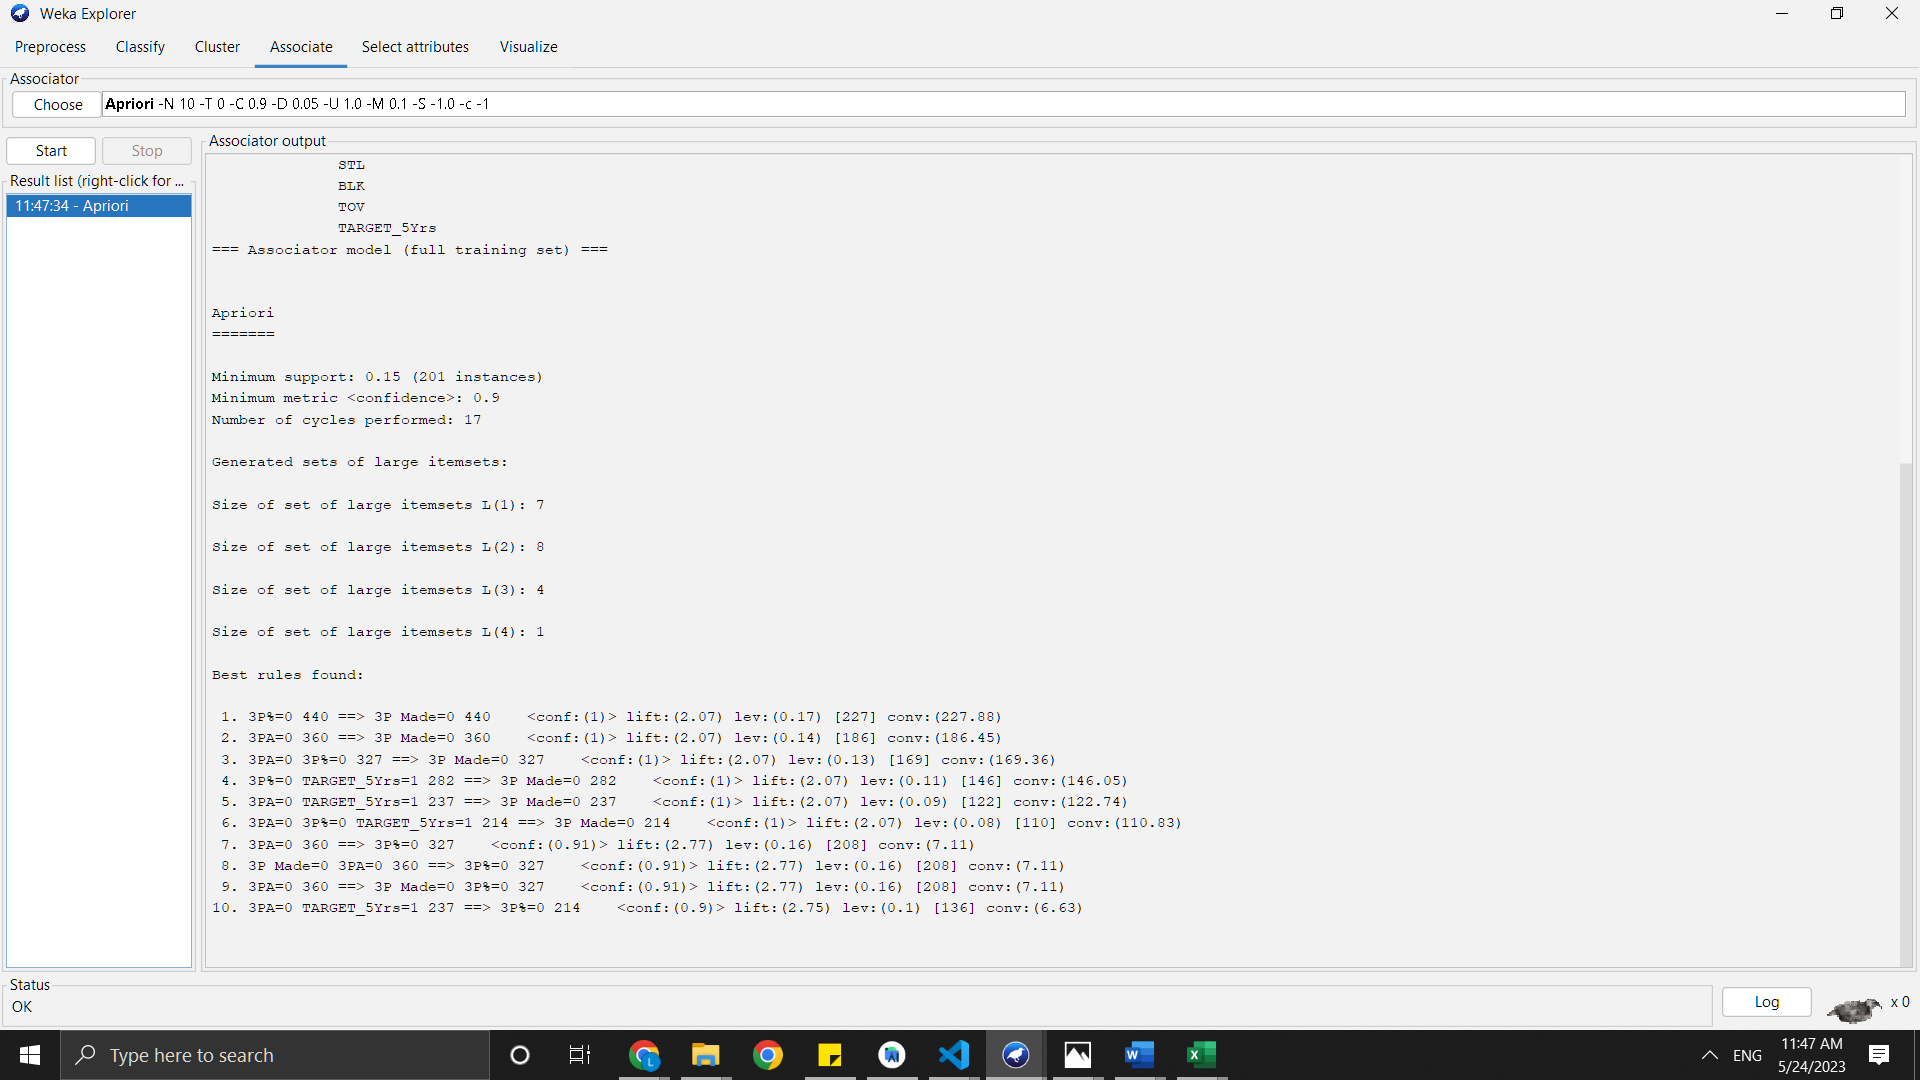 Weka Explorer
Preprocess Classify Cluster Associate Select attributes Visualize
Associator
Choose Apriori -N 10 -T 0 -C 0.9 -D 0.05 -U 1.0 -M 0.1 -S -1.0 -c -1
Start Stop
Result list (right-click for ...
11:47:34 - Apriori
Associator output
STL
BLK
TOV
TARGET_5Yrs
=== Associator model (full training set) ===
Apriori
=======
Minimum support: 0.15 (201 instances)
Minimum metric <confidence>: 0.9
Number of cycles performed: 17
Generated sets of large itemsets:
Size of set of large itemsets L(1): 7
Size of set of large itemsets L(2): 8
Size of set of large itemsets L(3): 4
Size of set of large itemsets L(4): 1
Best rules found:
1. 3P%=0 440 ==> 3P Made=0 440 <conf:(1)> lift:(2.07) lev:(0.17) [227] conv:(227.88)
2. 3PA=0 360 ==> 3P Made=0 360 <conf:(1)> lift:(2.07) lev:(0.14) [186] conv:(186.45)
3. 3PA=0 3P%=0 327 ==> 3P Made=0 327 <conf:(1)> lift:(2.07) lev:(0.13) [169] conv:(169.36)
4. 3P%=0 TARGET_5Yrs=1 282 ==> 3P Made=0 282 <conf:(1)> lift:(2.07) lev:(0.11) [146] conv:(146.05)
5. 3PA=0 TARGET_5Yrs=1 237 ==> 3P Made=0 237 <conf:(1)> lift:(2.07) lev:(0.09) [122] conv:(122.74)
6. 3PA=0 3P%=0 TARGET_5Yrs=1 214 ==> 3P Made=0 214 <conf:(1)> lift:(2.07) lev:(0.08) [110] conv:(110.83)
7. 3PA=0 360 ==> 3P%=0 327 <conf:(0.91)> lift:(2.77) lev:(0.16) [208] conv:(7.11)
8. 3P Made=0 3PA=0 360 ==> 3P%=0 327 <conf:(0.91)> lift:(2.77) lev:(0.16) [208] conv:(7.11)
9. 3PA=0 360 ==> 3P Made=0 3P%=0 327 <conf:(0.91)> lift:(2.77) lev:(0.16) [208] conv:(7.11)
10. 3PA=0 TARGET_5Yrs=1 237 ==> 3P%=0 214 <conf:(0.9)> lift:(2.75) lev:(0.1) [136] conv:(6.63)
Status
OK
Log x 0
Type here to search
ENG
11:47 AM
5/24/2023